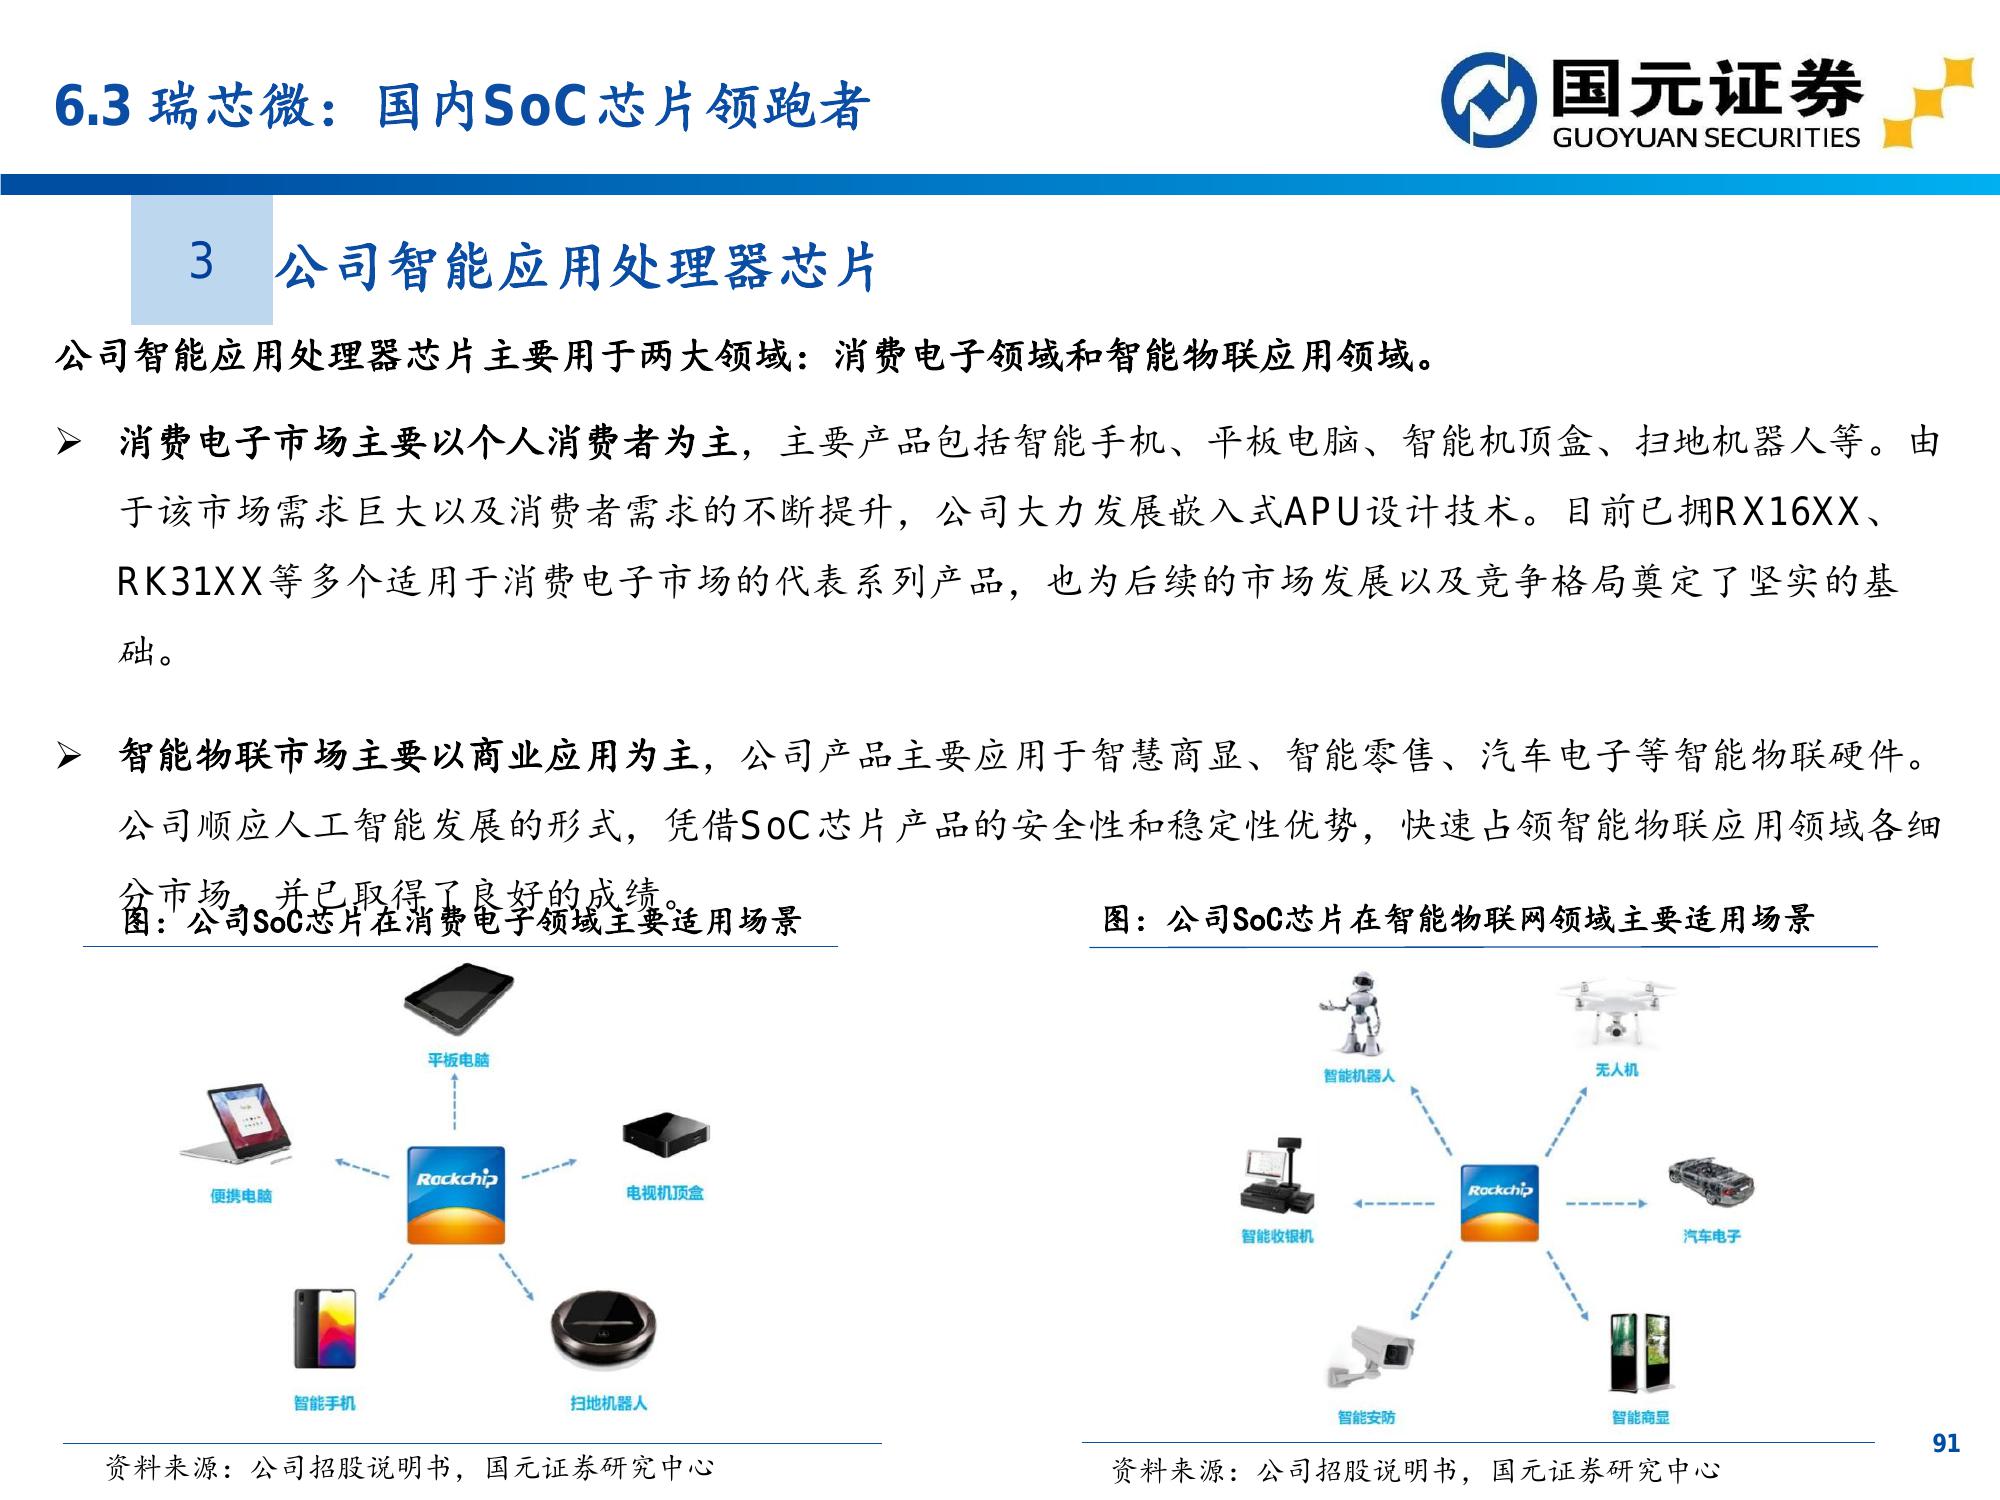 6.3 瑞芯微：国内SoC芯片领跑者
国元证券
GUOYUAN SECURITIES
3 公司智能应用处理器芯片
公司智能应用处理器芯片主要用于两大领域：消费电子领域和智能物联应用领域。
➢ 消费电子市场主要以个人消费者为主，主要产品包括智能手机、平板电脑、智能机顶盒、扫地机器人等。由
于该市场需求巨大以及消费者需求的不断提升，公司大力发展嵌入式APU设计技术。目前已拥RX16XX、
RK31XX等多个适用于消费电子市场的代表系列产品，也为后续的市场发展以及竞争格局奠定了坚实的基
础。
➢ 智能物联市场主要以商业应用为主，公司产品主要应用于智慧商显、智能零售、汽车电子等智能物联硬件。
公司顺应人工智能发展的形式，凭借SoC芯片产品的安全性和稳定性优势，快速占领智能物联应用领域各细
分市场，并已取得了良好的成绩。
图：公司SoC芯片在消费电子领域主要适用场景
平板电脑
便携电脑
Rockchip
电视机顶盒
智能手机
扫地机器人
资料来源：公司招股说明书，国元证券研究中心
图：公司SoC芯片在智能物联网领域主要适用场景
智能机器人
无人机
Rockchip
智能收银机
汽车电子
智能安防
智能商显
资料来源：公司招股说明书，国元证券研究中心
91